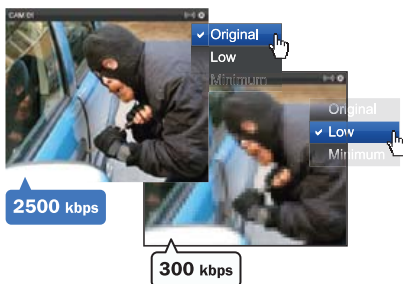 CAM 01
Original
Low
Minimum
Original
Low
Minimum
2500 kbps
300 kbps